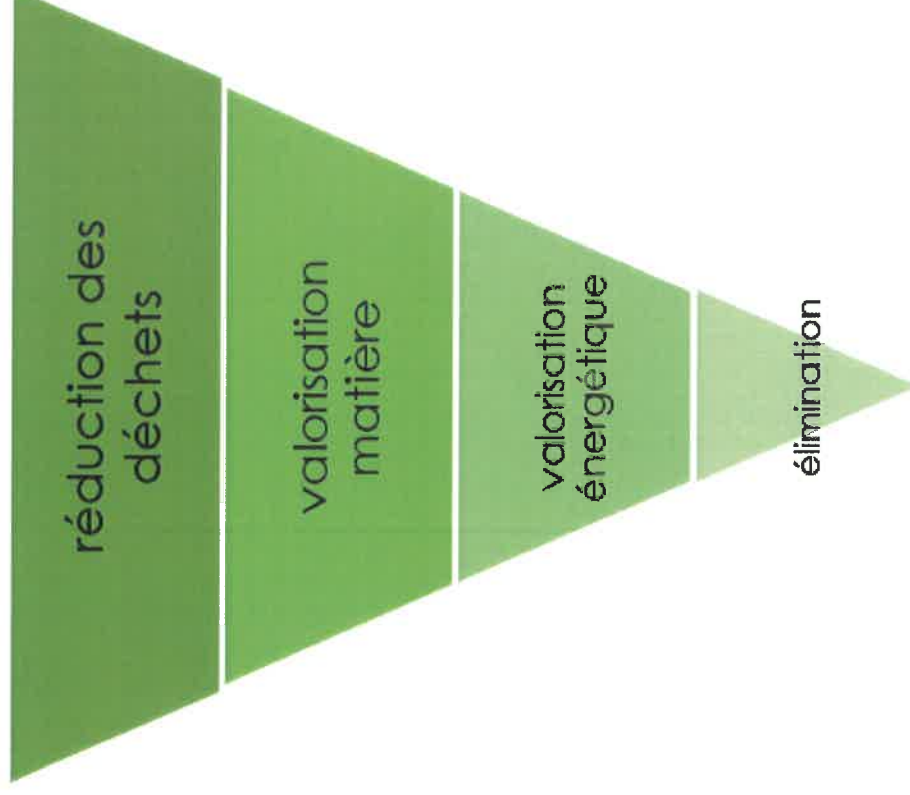 réduction des
déchets
valorisation
matière
valorisation
énergétique
élimination